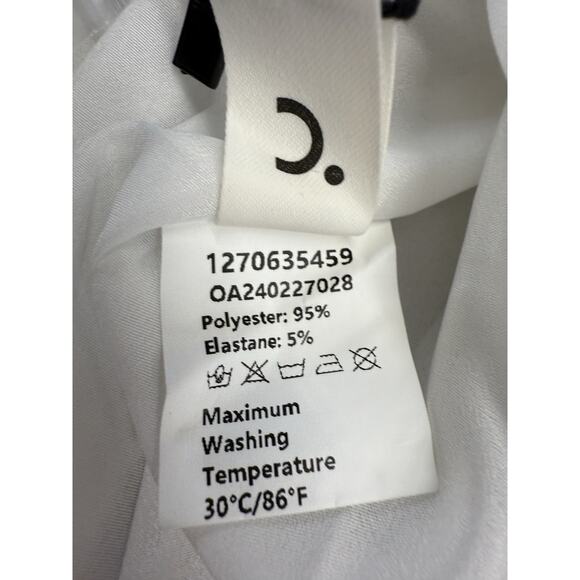 1270635459
OA240227028
Polyester: 95%
Elastane: 5%
Maximum
Washing
Temperature
30°C/86°F